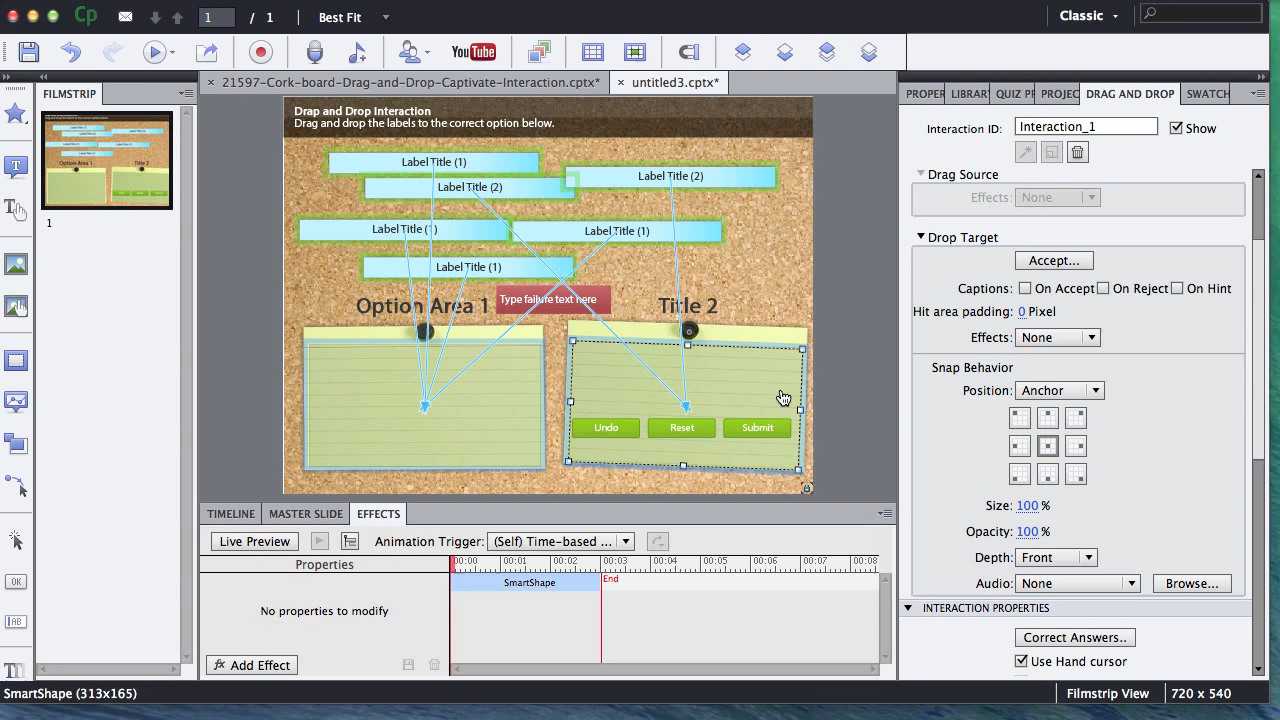 Cp
1
/ 1
Best Fit
Classic
YouTube
FILMSTRIP
21597-Cork-board-Drag-and-Drop-Captivate-Interaction.cptx*
untitled3.cptx*
PROPER
LIBRAR
QUIZ PR
PROJEC
DRAG AND DROP
SWATCH
Interaction ID:
Interaction_1
Show
Drap and Drop Interaction
Drag and drop the labels to the correct option below.
Label Title (1)
Label Title (2)
Label Title (2)
Label Title (1)
Label Title (1)
Label Title (1)
Type failure text here
Option Area 1
Title 2
Undo
Reset
Submit
1
Drag Source
Effects:
None
Drop Target
Accept...
Captions:
On Accept
On Reject
On Hint
Hit area padding:
0 Pixel
Effects:
None
Snap Behavior
Position:
Anchor
Size:
100 %
Opacity:
100 %
Depth:
Front
Audio:
None
Browse...
INTERACTION PROPERTIES
Correct Answers..
Use Hand cursor
TIMELINE
MASTER SLIDE
EFFECTS
Live Preview
Animation Trigger:
(Self) Time-based ...
Properties
00:00
00:01
00:02
00:03
00:04
00:05
00:06
00:07
00:08
SmartShape
End
No properties to modify
fx Add Effect
OK
AB
SmartShape (313x165)
Filmstrip View
720 x 540